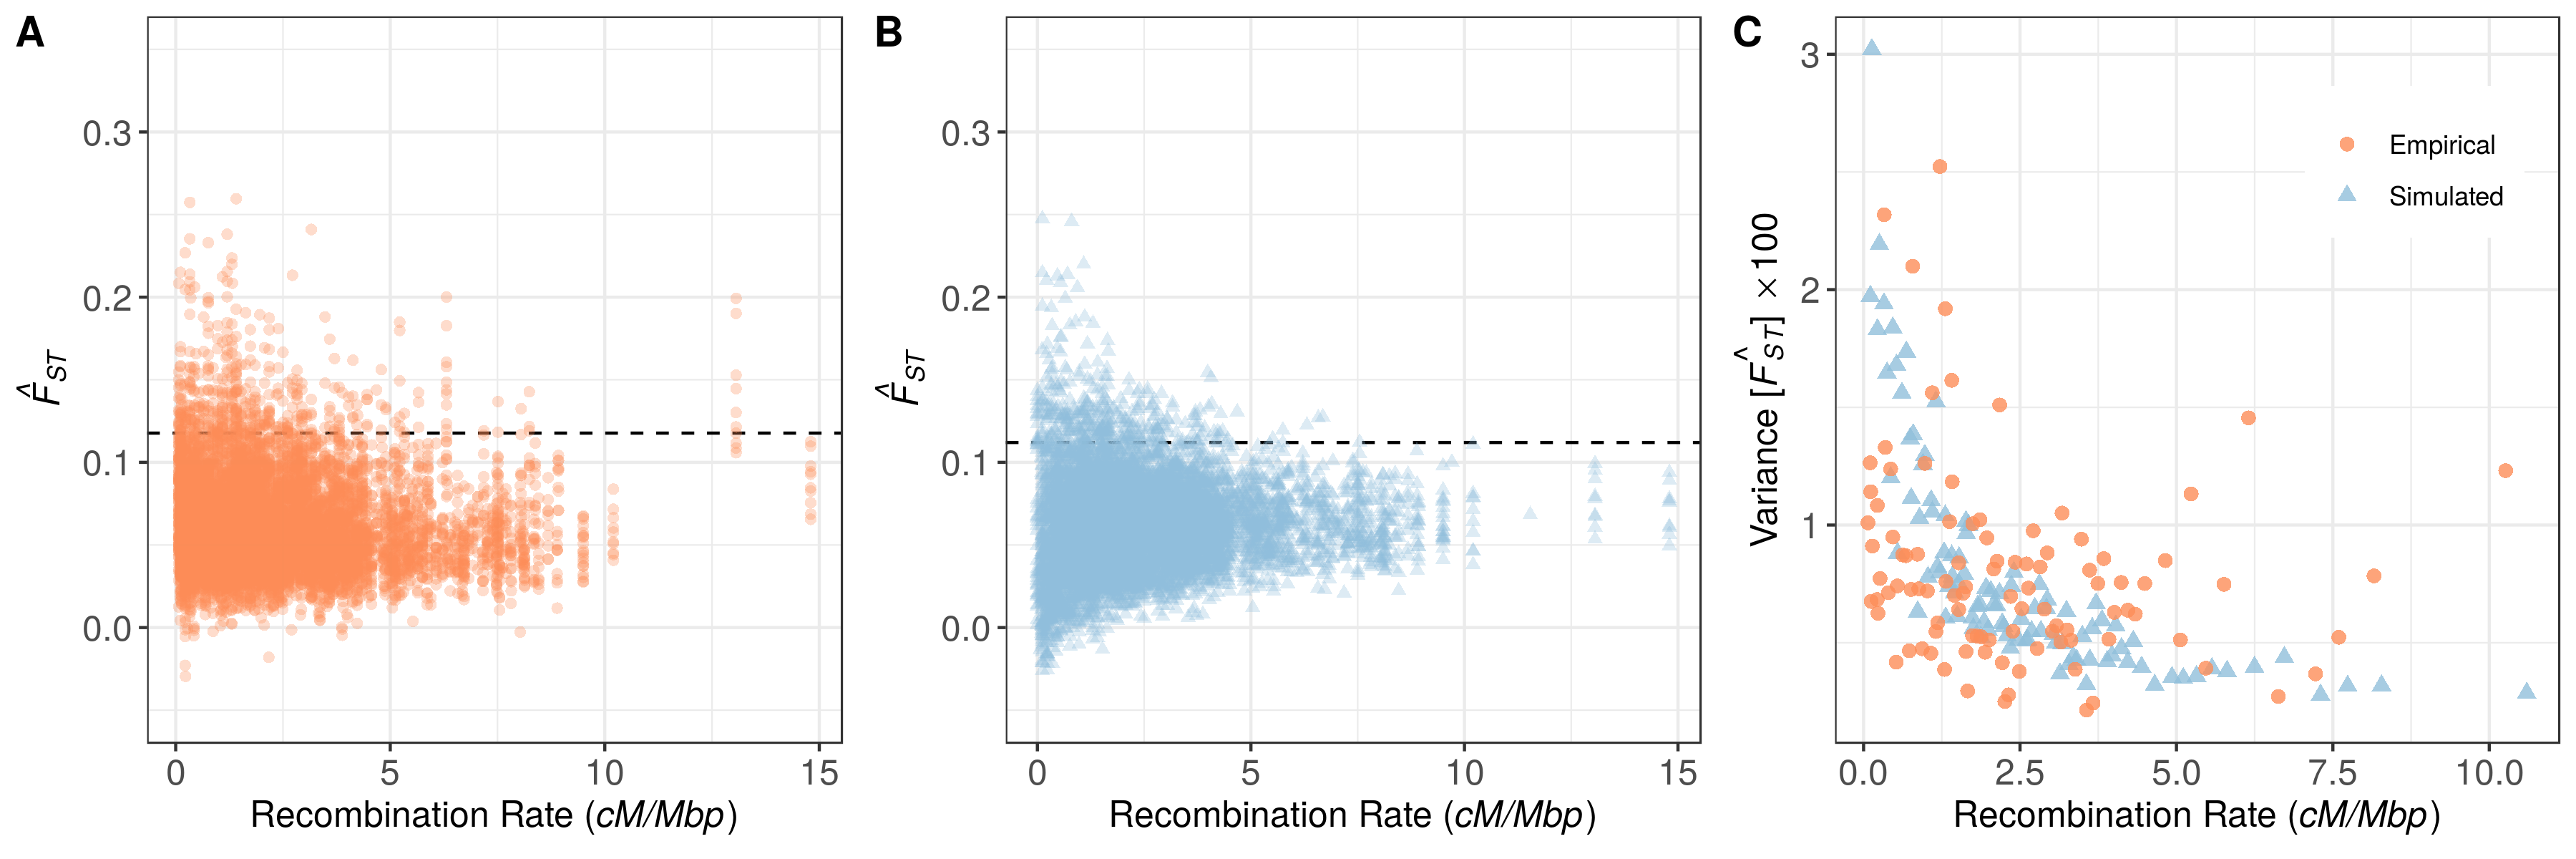 A
0.3
0.2
0.1
0.0
F̂ST
0 5 10 15
Recombination Rate (cM/Mbp)
B
0.3
0.2
0.1
0.0
F̂ST
0 5 10 15
Recombination Rate (cM/Mbp)
C
3
2
1
Variance [F̂ST] × 100
Empirical
Simulated
0.0 2.5 5.0 7.5 10.0
Recombination Rate (cM/Mbp)